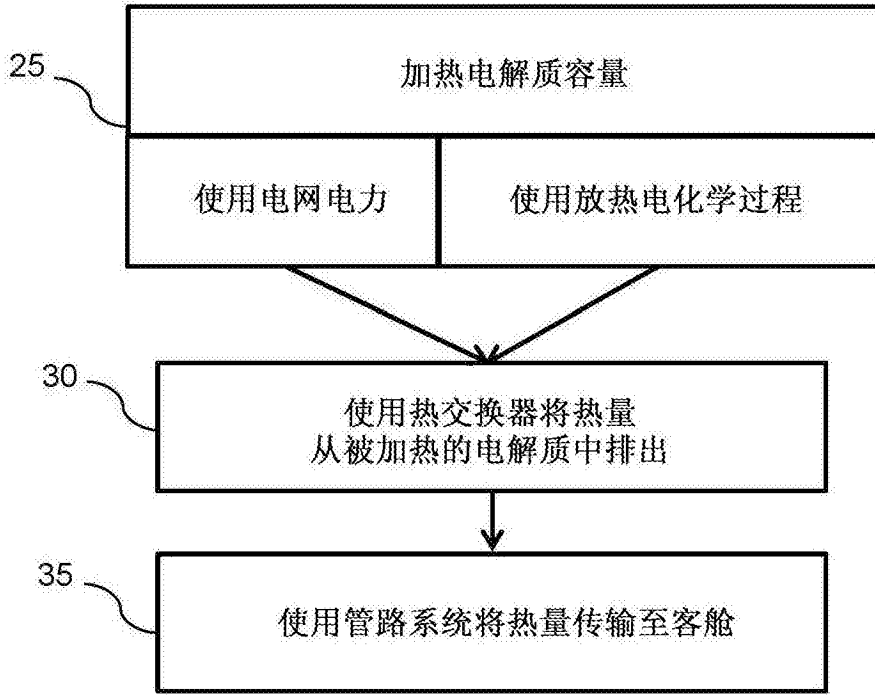 25
加热电解质容量
使用电网电力
使用放热电化学过程
30
使用热交换器将热量
从被加热的电解质中排出
35
使用管路系统将热量传输至客舱